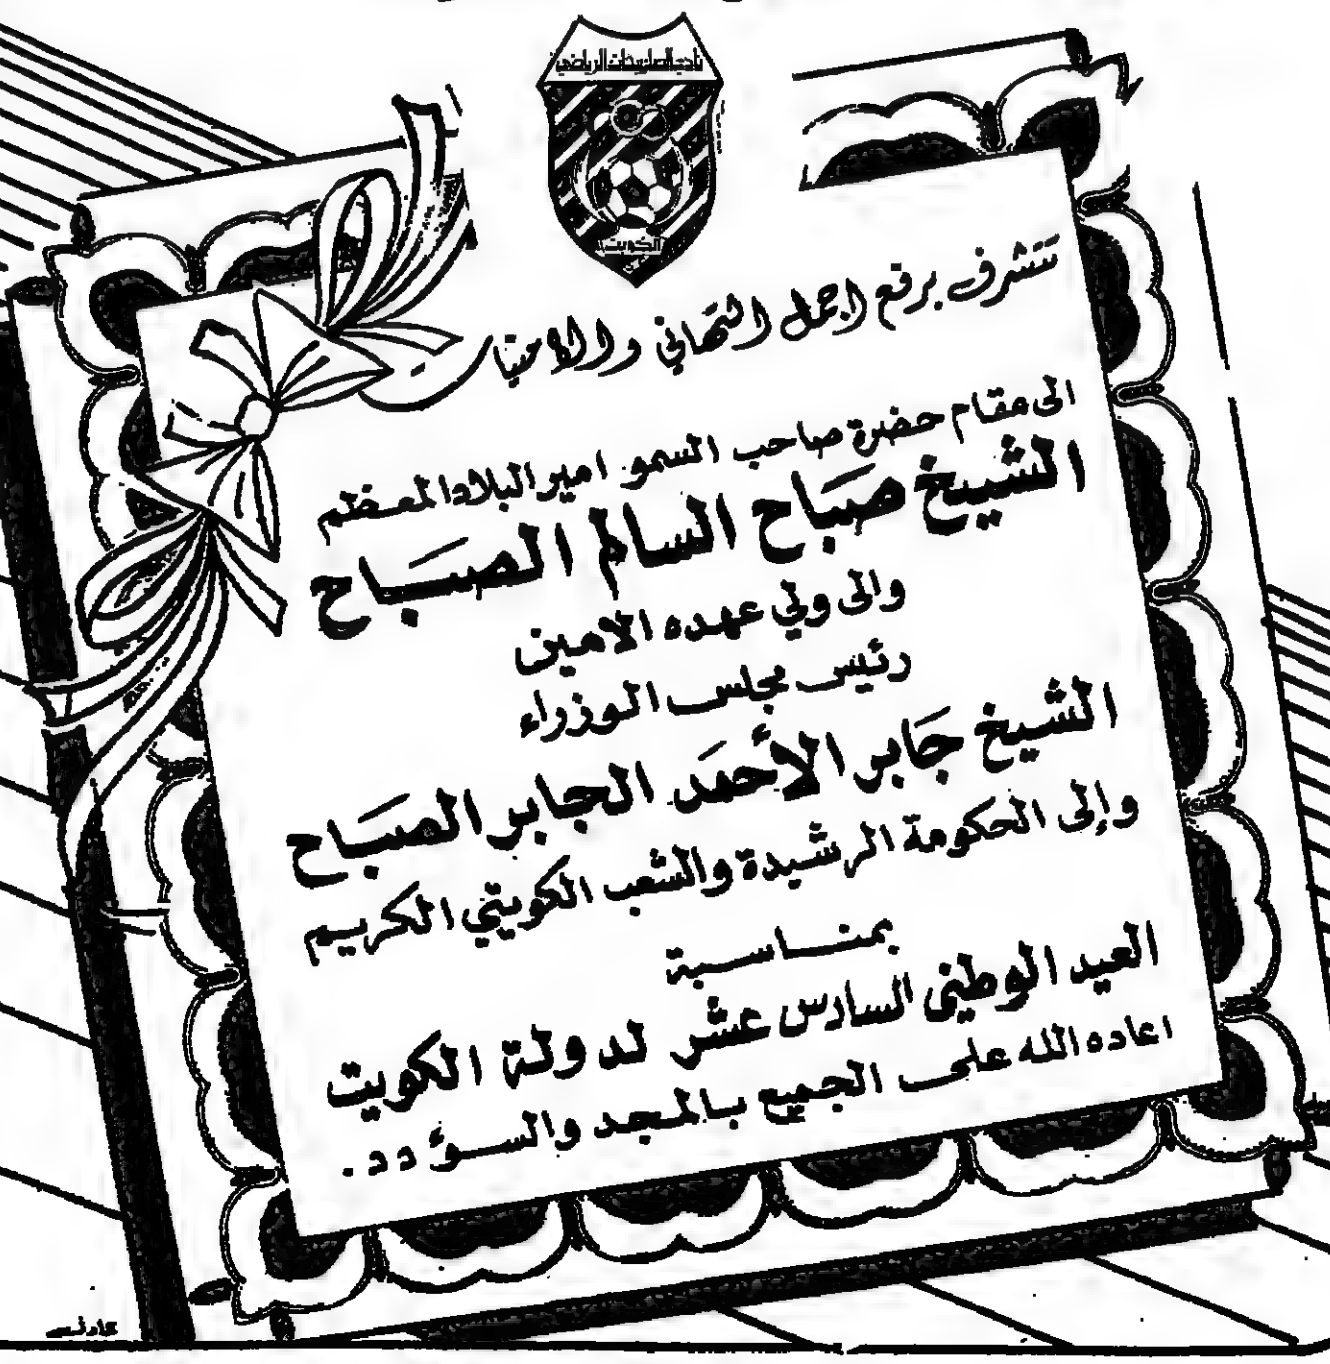 نادي الصليبخات الرياضي
الكويت
تتشرف برفع اجمل التهاني والامنيات
الى مقام حضرة صاحب السمو امير البلاد المعظم
الشيخ صباح السالم الصباح
والى ولي عهده الامين
رئيس مجلس الوزراء
الشيخ جابر الأحمد الجابر الصباح
وإلى الحكومة الرشيدة والشعب الكويتي الكريم
بمناسبة
العيد الوطني السادس عشر لدولة الكويت
اعاده الله على الجميع بالمجد والسؤدد.